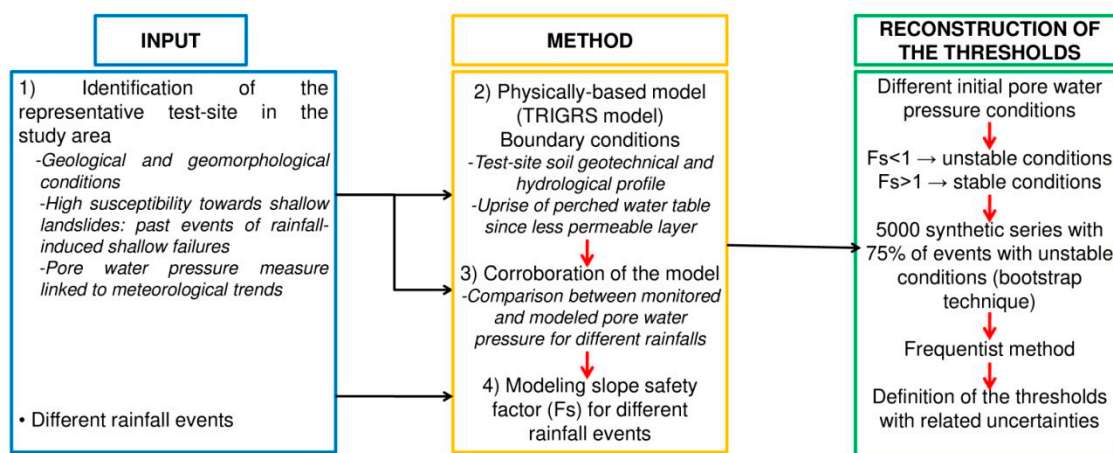 INPUT
1) Identification of the
representative test-site in the
study area
-Geological and geomorphological
conditions
-High susceptibility towards shallow
landslides: past events of rainfall-
induced shallow failures
-Pore water pressure measure
linked to meteorological trends
• Different rainfall events
METHOD
2) Physically-based model
(TRIGRS model)
Boundary conditions
-Test-site soil geotechnical and
hydrological profile
-Uprise of perched water table
since less permeable layer
3) Corroboration of the model
-Comparison between monitored
and modeled pore water
pressure for different rainfalls
4) Modeling slope safety
factor (Fs) for different
rainfall events
RECONSTRUCTION OF
THE THRESHOLDS
Different initial pore water
pressure conditions
Fs<1 → unstable conditions
Fs>1 → stable conditions
5000 synthetic series with
75% of events with unstable
conditions (bootstrap
technique)
Frequentist method
Definition of the thresholds
with related uncertainties